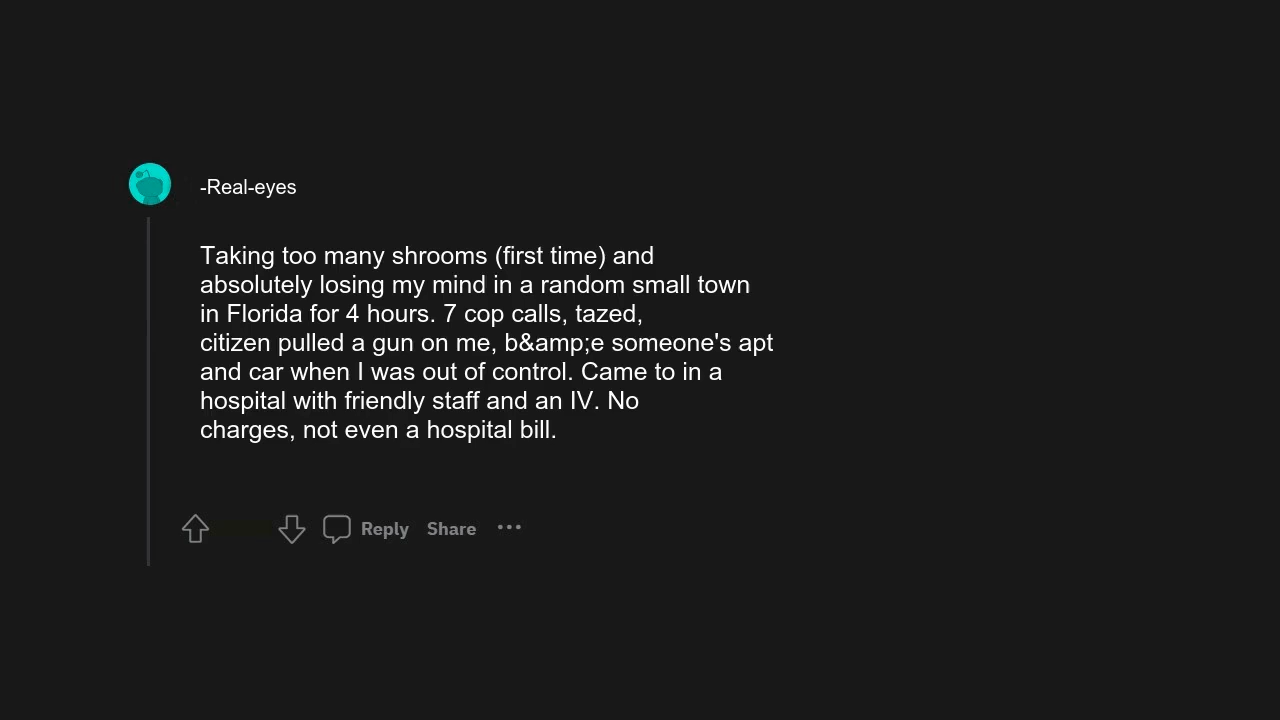 -Real-eyes
Taking too many shrooms (first time) and
absolutely losing my mind in a random small town
in Florida for 4 hours. 7 cop calls, tazed,
citizen pulled a gun on me, b&amp;e someone's apt
and car when I was out of control. Came to in a
hospital with friendly staff and an IV. No
charges, not even a hospital bill.
Reply Share